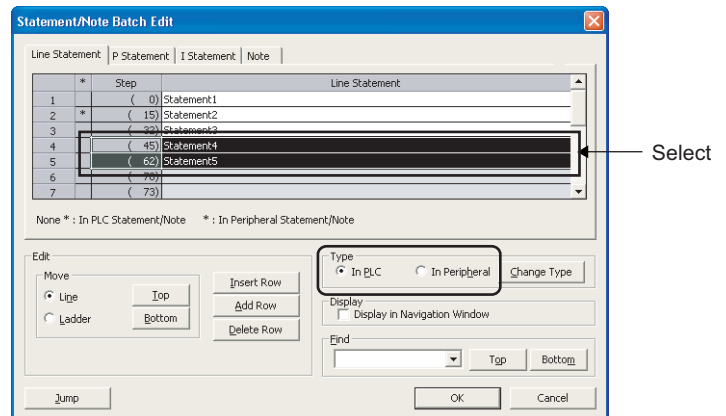 Statement/Note Batch Edit
Line Statement P Statement I Statement Note
* Step Line Statement
1 ( 0) Statement1
2 * ( 15) Statement2
3 ( 32) Statement3
4 ( 45) Statement4
5 ( 62) Statement5
6 ( 70)
7 ( 73)
Select
None * : In PLC Statement/Note * : In Peripheral Statement/Note
Edit
Move
Line
Ladder
Top
Bottom
Insert Row
Add Row
Delete Row
Type
In PLC In Peripheral Change Type
Display
Display in Navigation Window
Find
Top Bottom
Jump OK Cancel